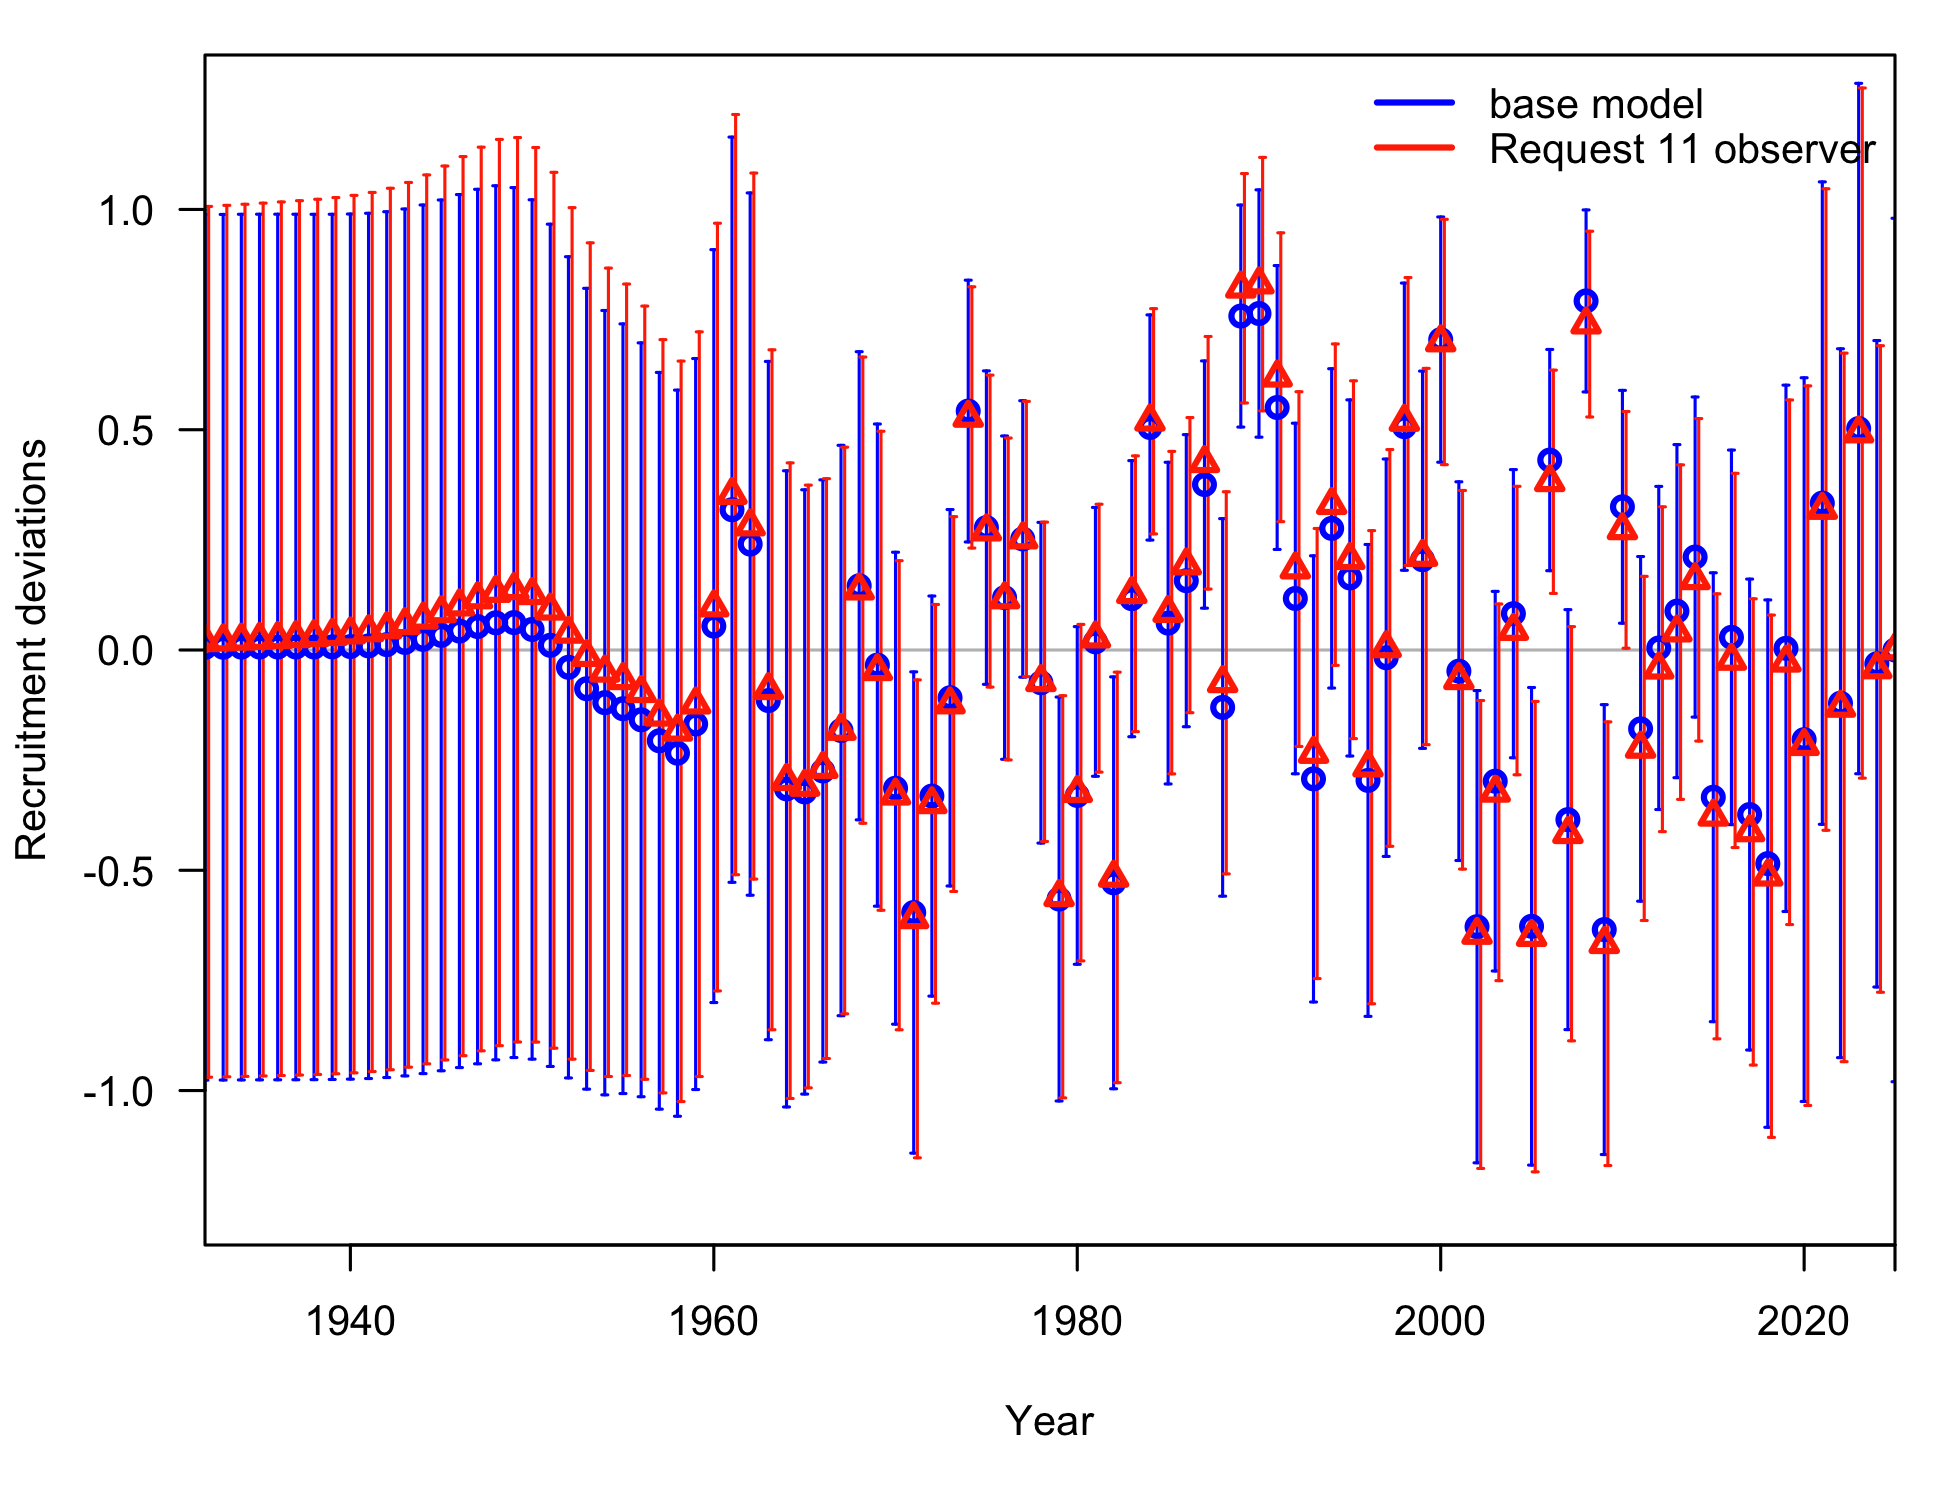 base model
Request 11 observer
Recruitment deviations
1.0
0.5
0.0
-0.5
-1.0
1940 1960 1980 2000 2020
Year